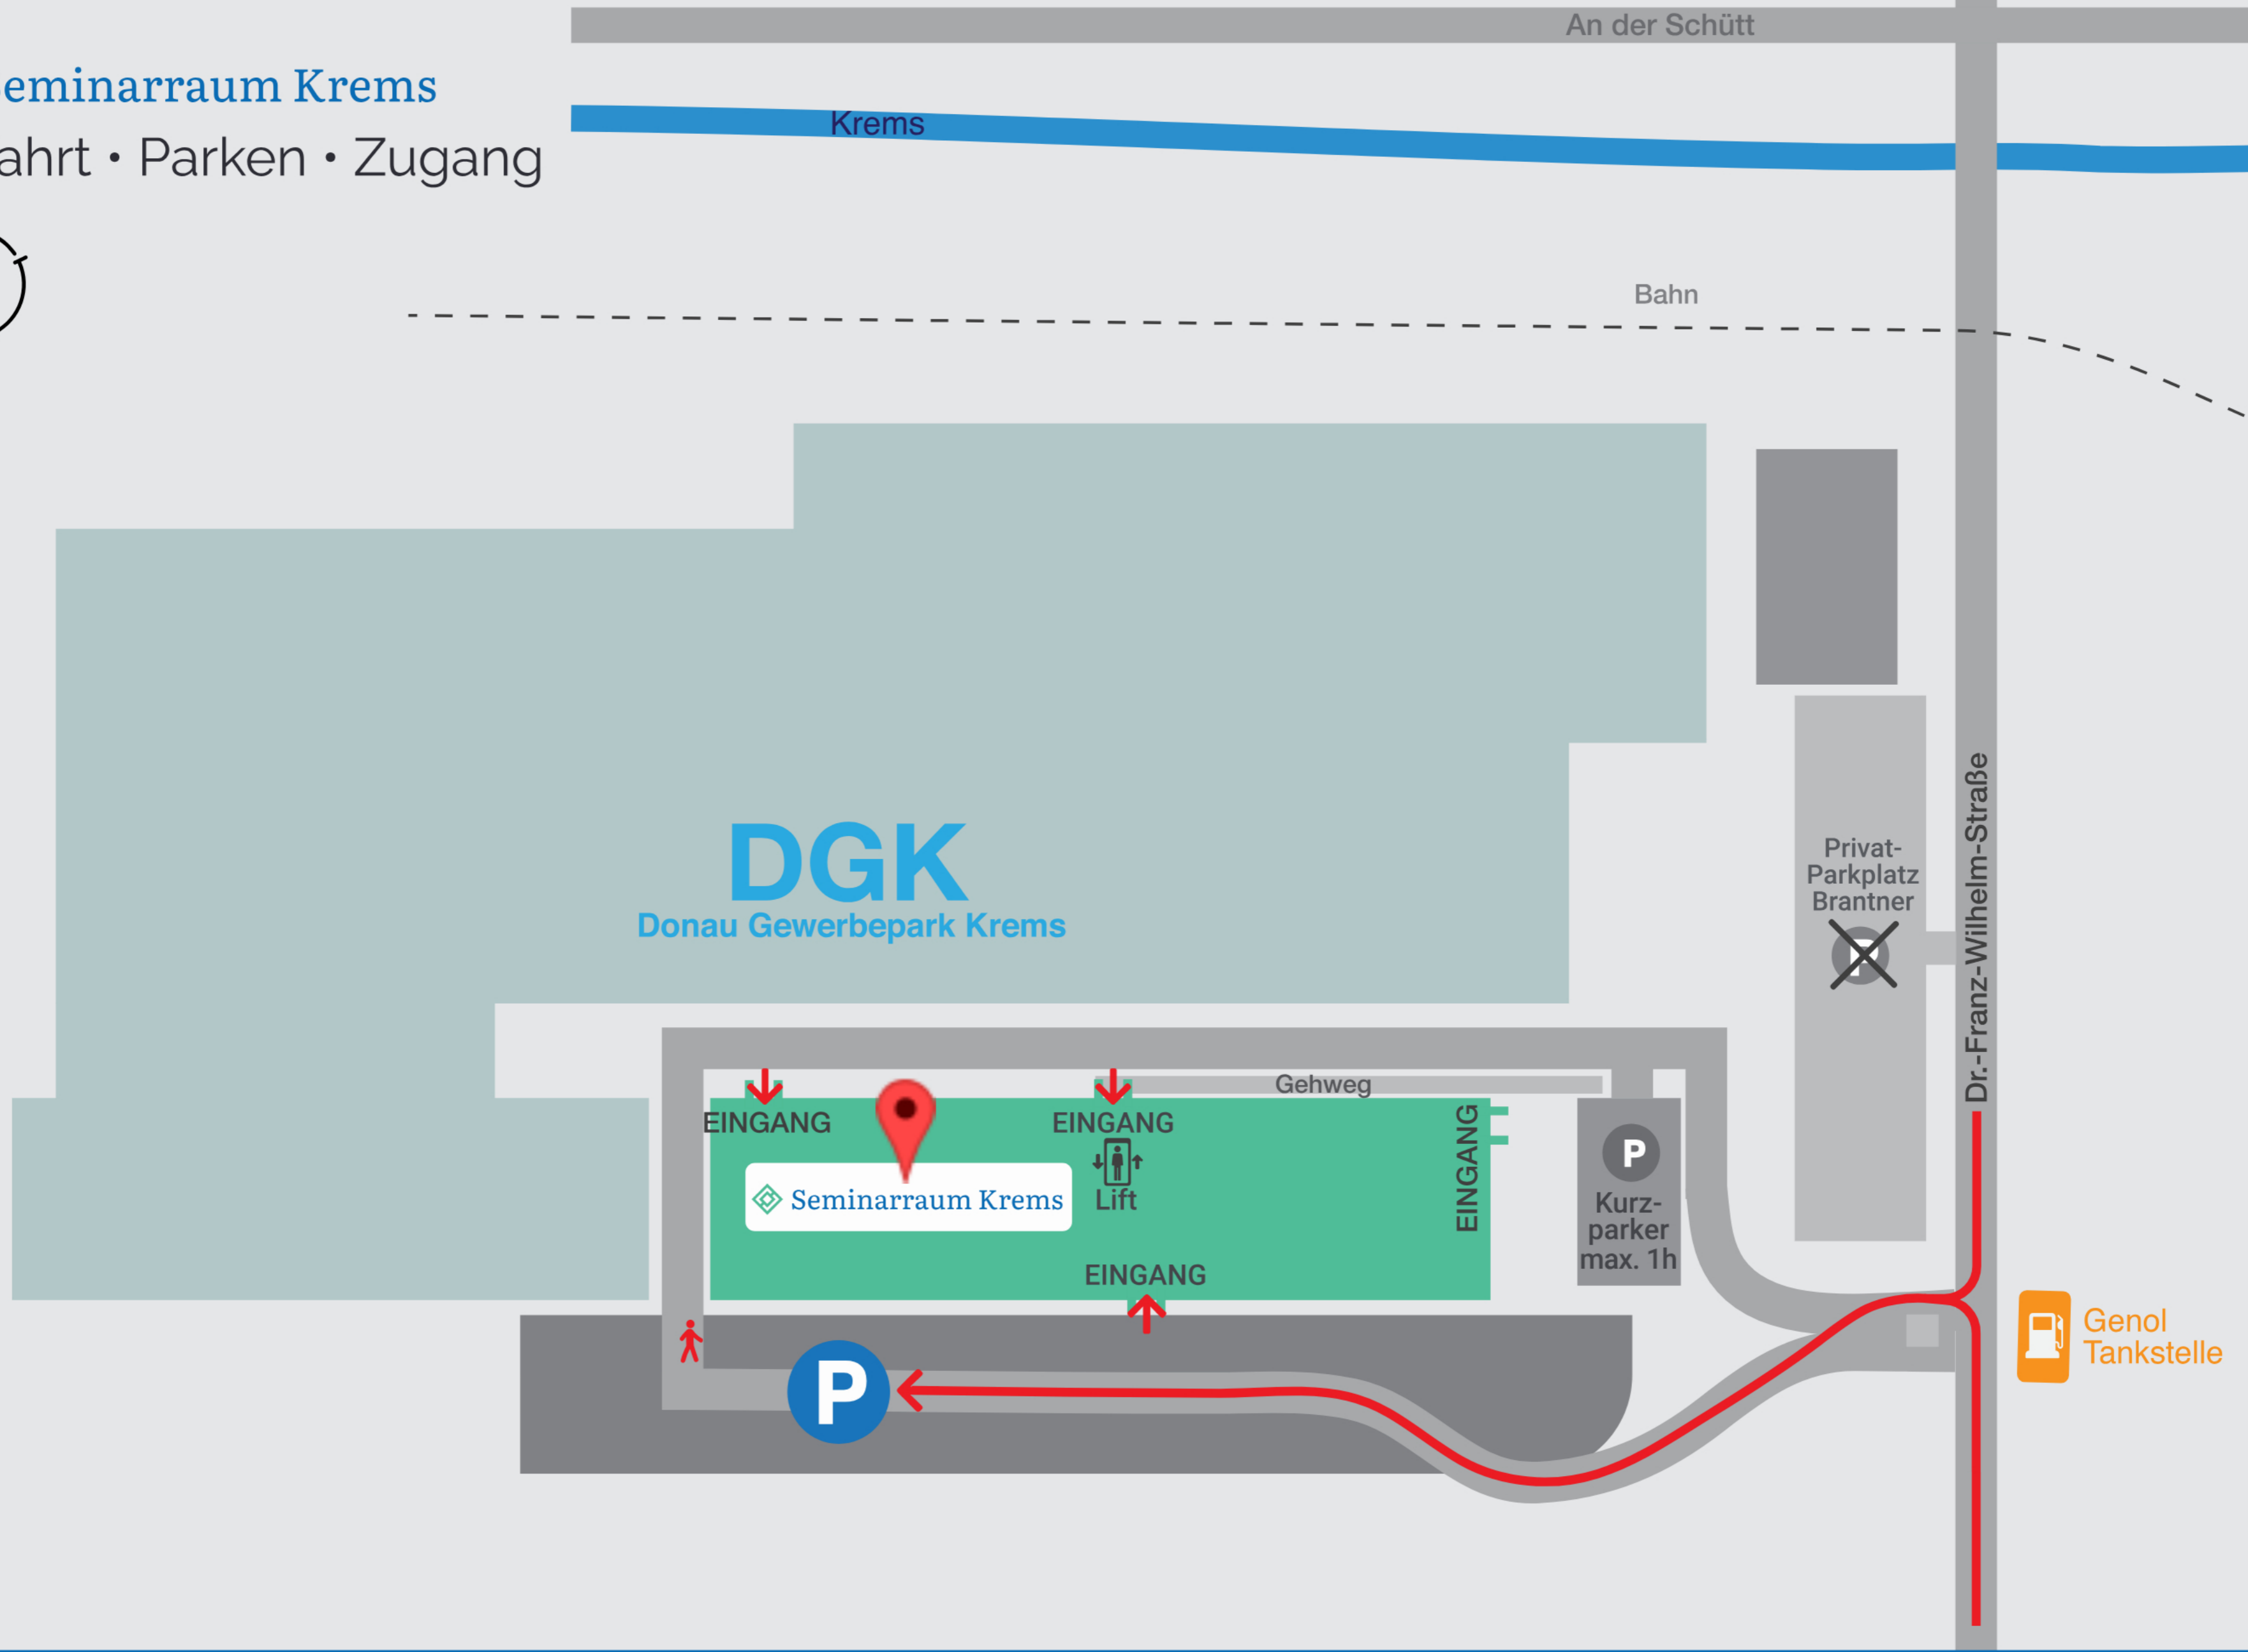 An der Schütt
eminarraum Krems
Krems
ahrt • Parken • Zugang
Bahn
DGK
Donau Gewerbepark Krems
Privat-
Parkplatz
Brantner
P
Dr.-Franz-Wilhelm-Straße
Gehweg
EINGANG
EINGANG
EINGANG
Lift
Seminarraum Krems
EINGANG
P
Kurz-
parker
max. 1h
P
Genol
Tankstelle